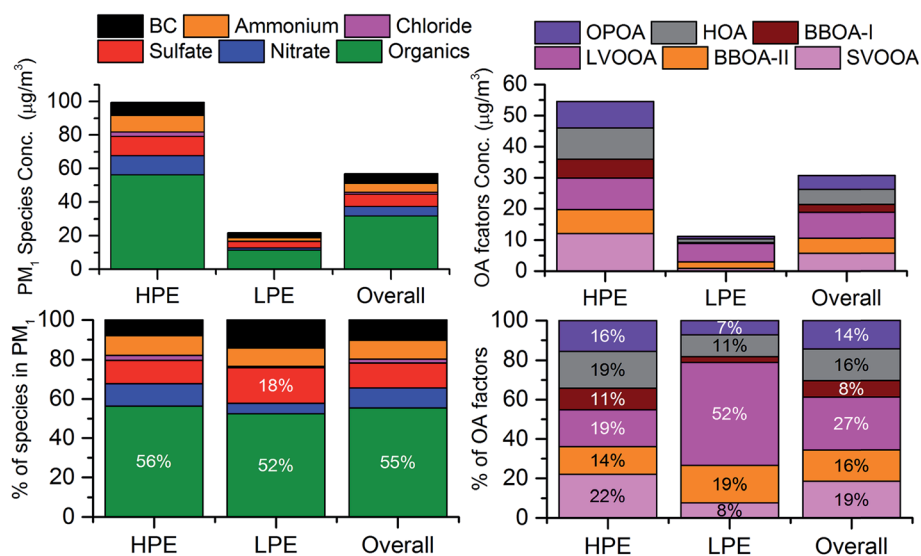 BC Ammonium Chloride
Sulfate Nitrate Organics
PM1 Species Conc. (μg/m³)
100
80
60
40
20
0
HPE LPE Overall
OPOA HOA BBOA-I
LVOOA BBOA-II SVOOA
OA fcators Conc. (μg/m³)
60
50
40
30
20
10
0
HPE LPE Overall
% of species in PM1
100
80
60
40
20
0
18%
56% 52% 55%
HPE LPE Overall
% of OA factors
100
80
60
40
20
0
16% 7% 14%
19% 11% 16%
11% 8%
19% 52% 27%
14% 19% 16%
22% 8% 19%
HPE LPE Overall